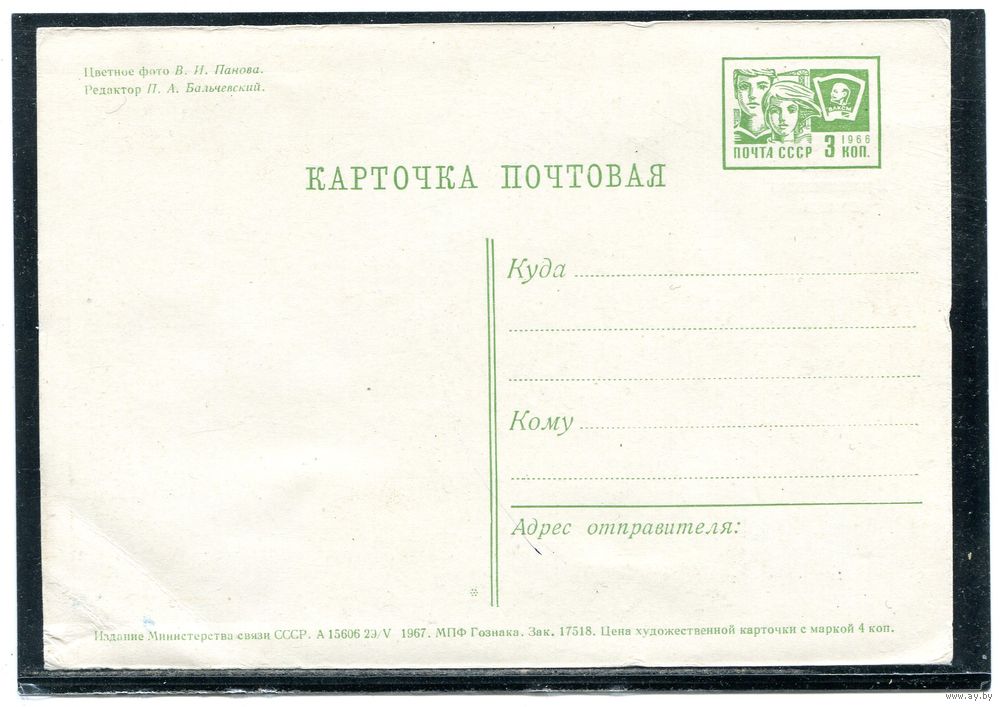 Цветное фото В. И. Панова.
Редактор П. А. Бальчевский.
ВЛКСМ
1966
ПОЧТА СССР 3 КОП.
КАРТОЧКА ПОЧТОВАЯ
Куда
Кому
Адрес отправителя:
Издание Министерства связи СССР. А 15606 29/V 1967. МПФ Гознака. Зак. 17518. Цена художественной карточки с маркой 4 коп.
www.ay.by